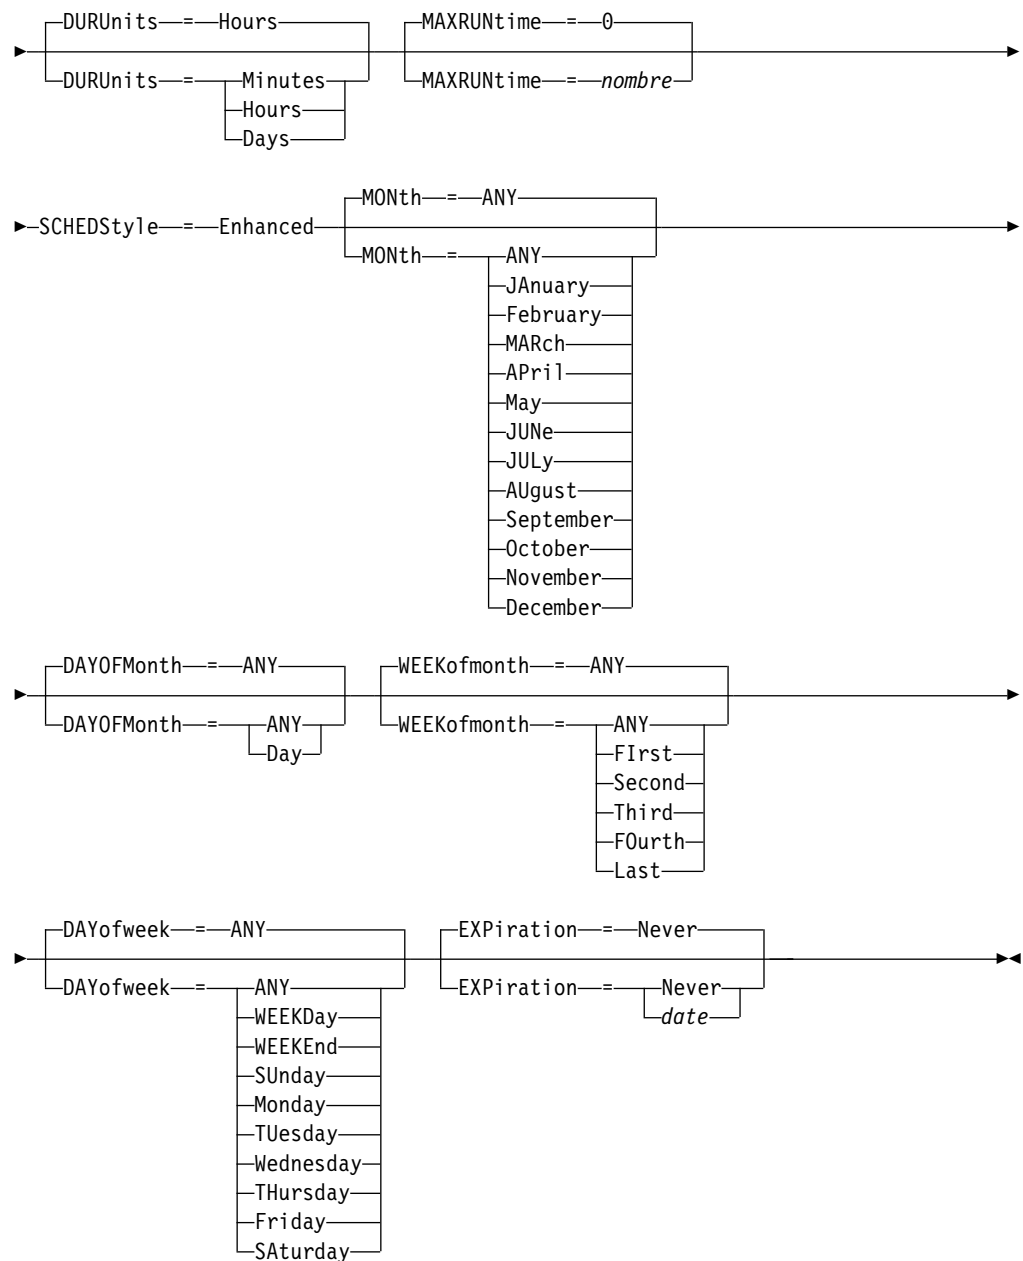 DURUnits = Hours MAXRUNtime = 0
DURUnits = Minutes MAXRUNtime = nombre
Hours
Days
MONth = ANY
SCHEDStyle = Enhanced
MONth = ANY
JAnuary
February
MARch
APril
May
JUNe
JULy
AUgust
September
October
November
December
DAYOFMonth = ANY WEEKofmonth = ANY
DAYOFMonth = ANY WEEKofmonth = ANY
Day FIrst
Second
Third
FOurth
Last
DAYofweek = ANY EXPiration = Never
DAYofweek = ANY EXPiration = Never
WEEKDay date
WEEKEnd
SUnday
Monday
TUesday
Wednesday
THursday
Friday
SAturday